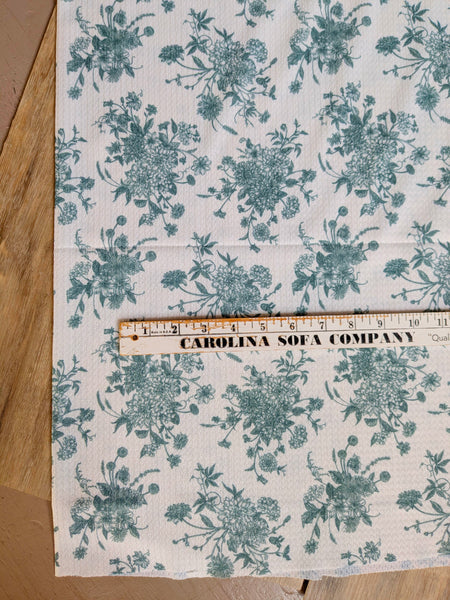 1 2 3 4 5 6 7 8 9 10 11
CAROLINA SOFA COMPANY "Qual